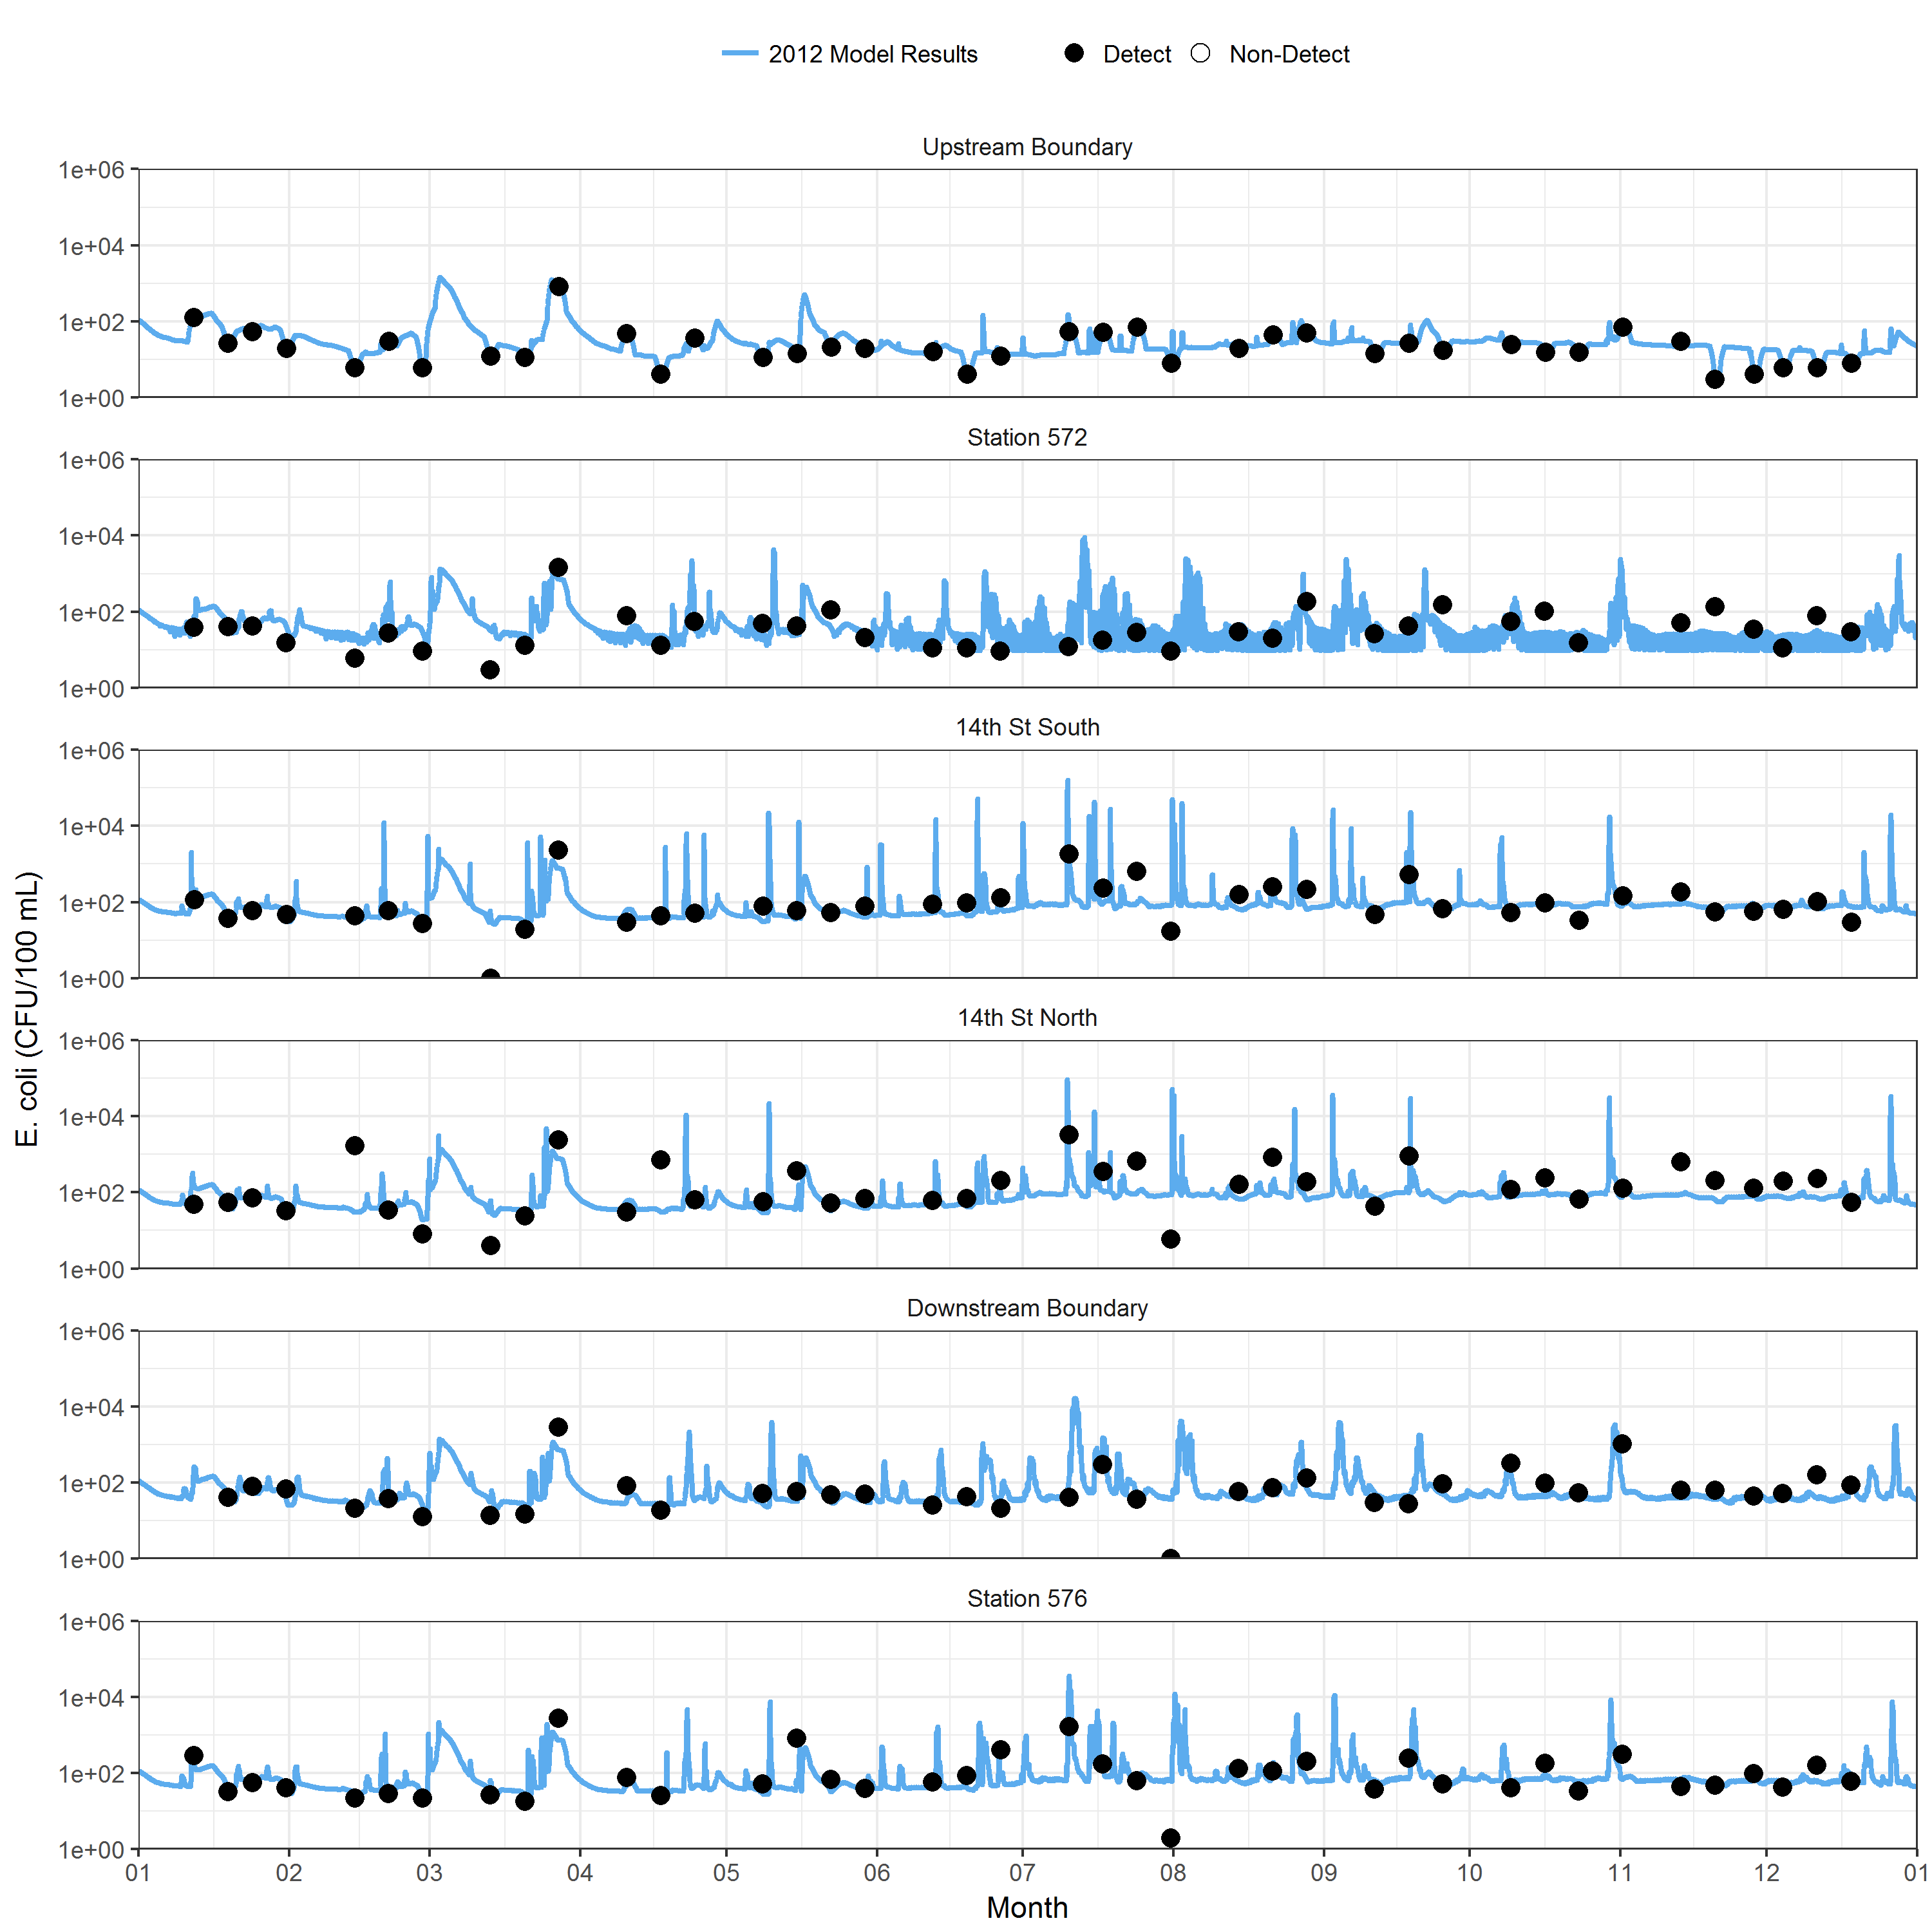 2012 Model Results Detect Non-Detect
Upstream Boundary
1e+06
1e+04
1e+02
1e+00
Station 572
1e+06
1e+04
1e+02
1e+00
14th St South
1e+06
1e+04
1e+02
1e+00
14th St North
1e+06
1e+04
1e+02
1e+00
Downstream Boundary
1e+06
1e+04
1e+02
1e+00
Station 576
1e+06
1e+04
1e+02
1e+00
E. coli (CFU/100 mL)
01 02 03 04 05 06 07 08 09 10 11 12 01
Month